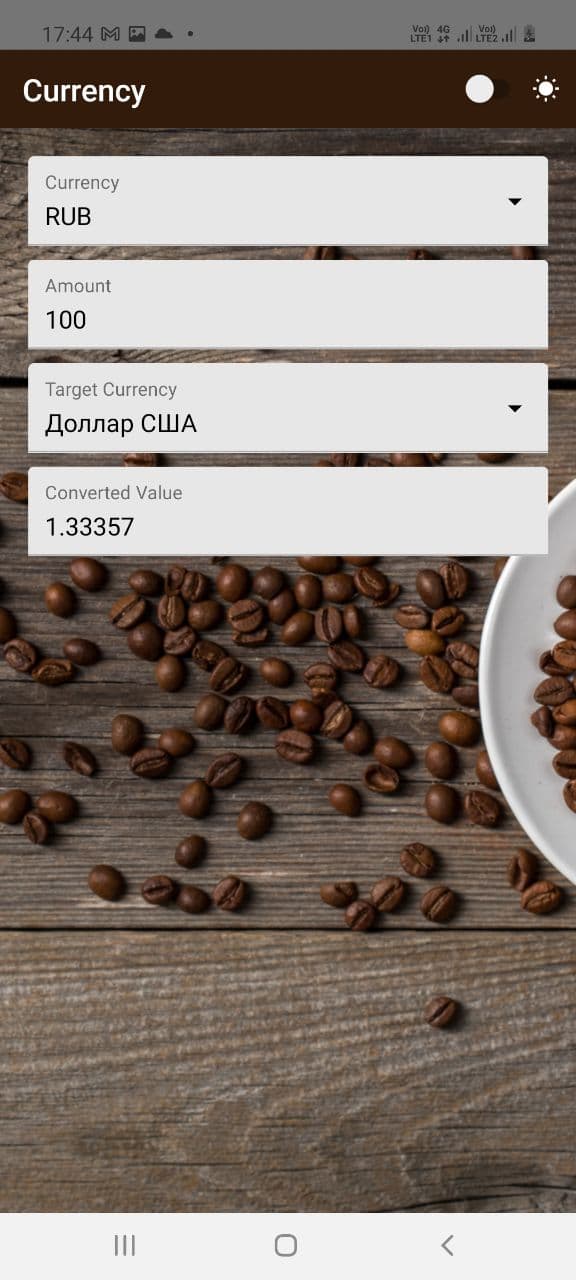 17:44
Vo)) 4G Vo))
LTE1 LTE2
Currency
Currency
RUB
Amount
100
Target Currency
Доллар США
Converted Value
1.33357